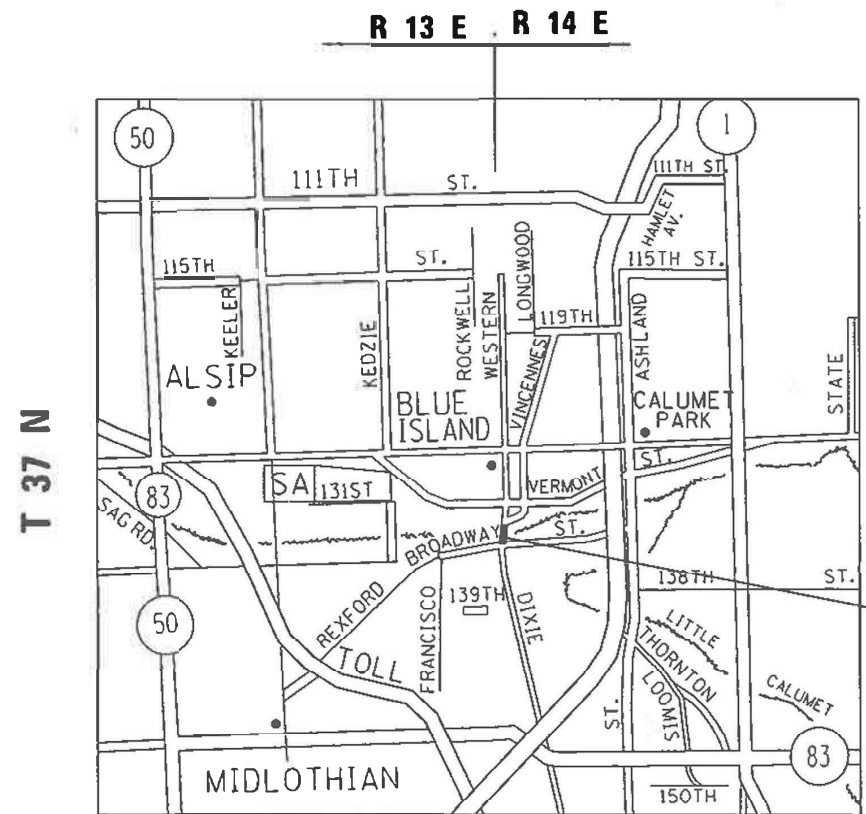 R 13 E R 14 E
T 37 N
50
1
111TH ST.
111TH ST.
HAMLET AV.
115TH ST.
115TH ST.
LONGWOOD
KEELER
KEDZIE
ROCKWELL
WESTERN
119TH
VINCENNES
ASHLAND
STATE
ALSIP
BLUE ISLAND
CALUMET PARK
ST.
83
SA
131ST
VERMONT
SAG RD.
BROADWAY ST.
138TH ST.
REXFORD
FRANCISCO
139TH
DIXIE
50
TOLL
LITTLE
THORNTON
CALUMET
LOOMIS
ST.
83
MIDLOTHIAN
150TH